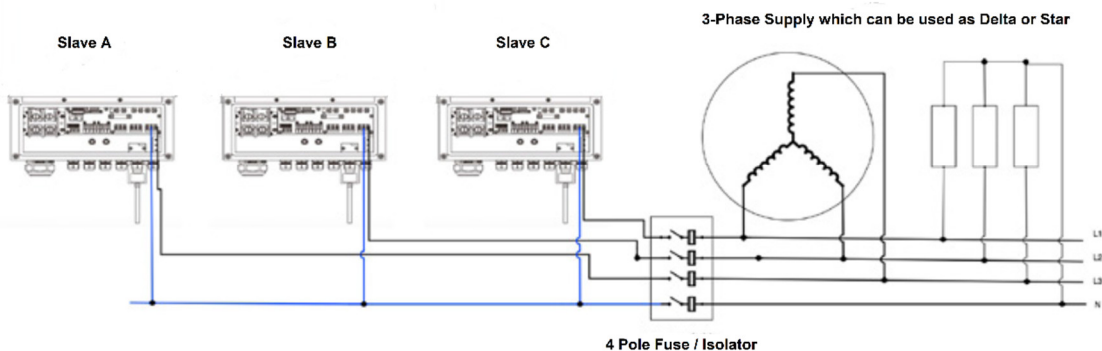 3-Phase Supply which can be used as Delta or Star
Slave A
Slave B
Slave C
L1
L2
L3
N
4 Pole Fuse / Isolator